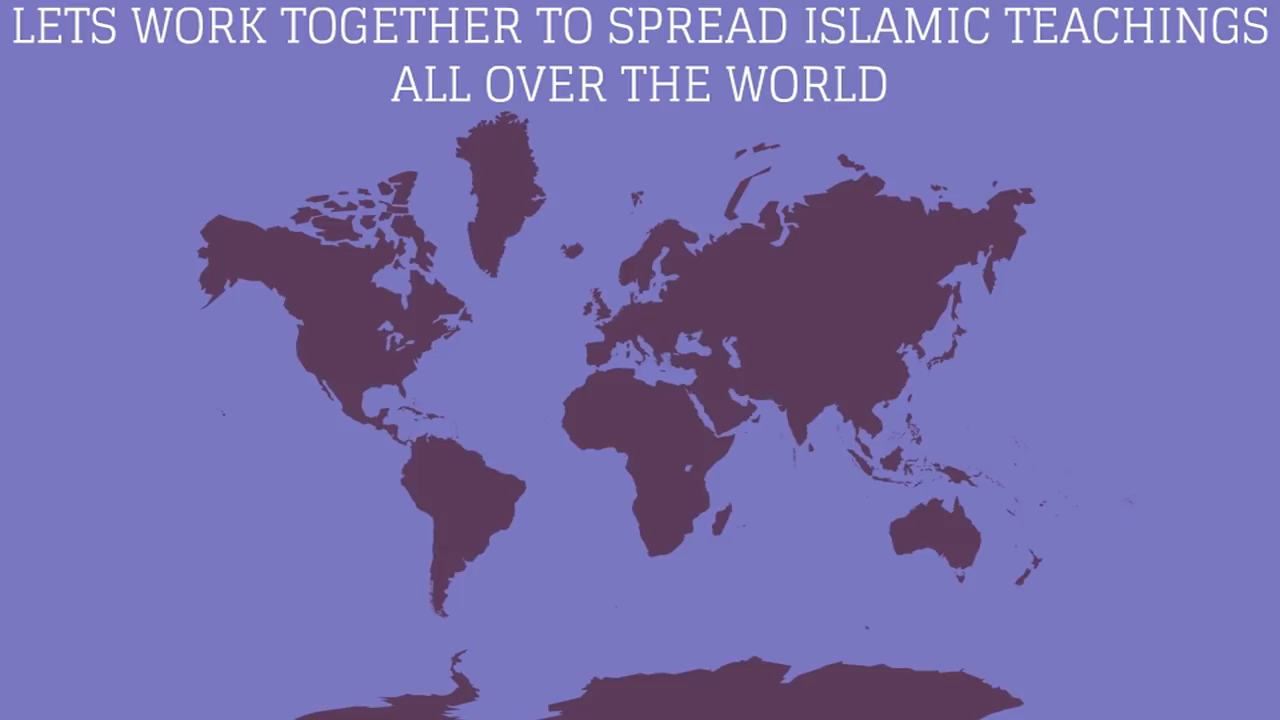 LETS WORK TOGETHER TO SPREAD ISLAMIC TEACHINGS
ALL OVER THE WORLD